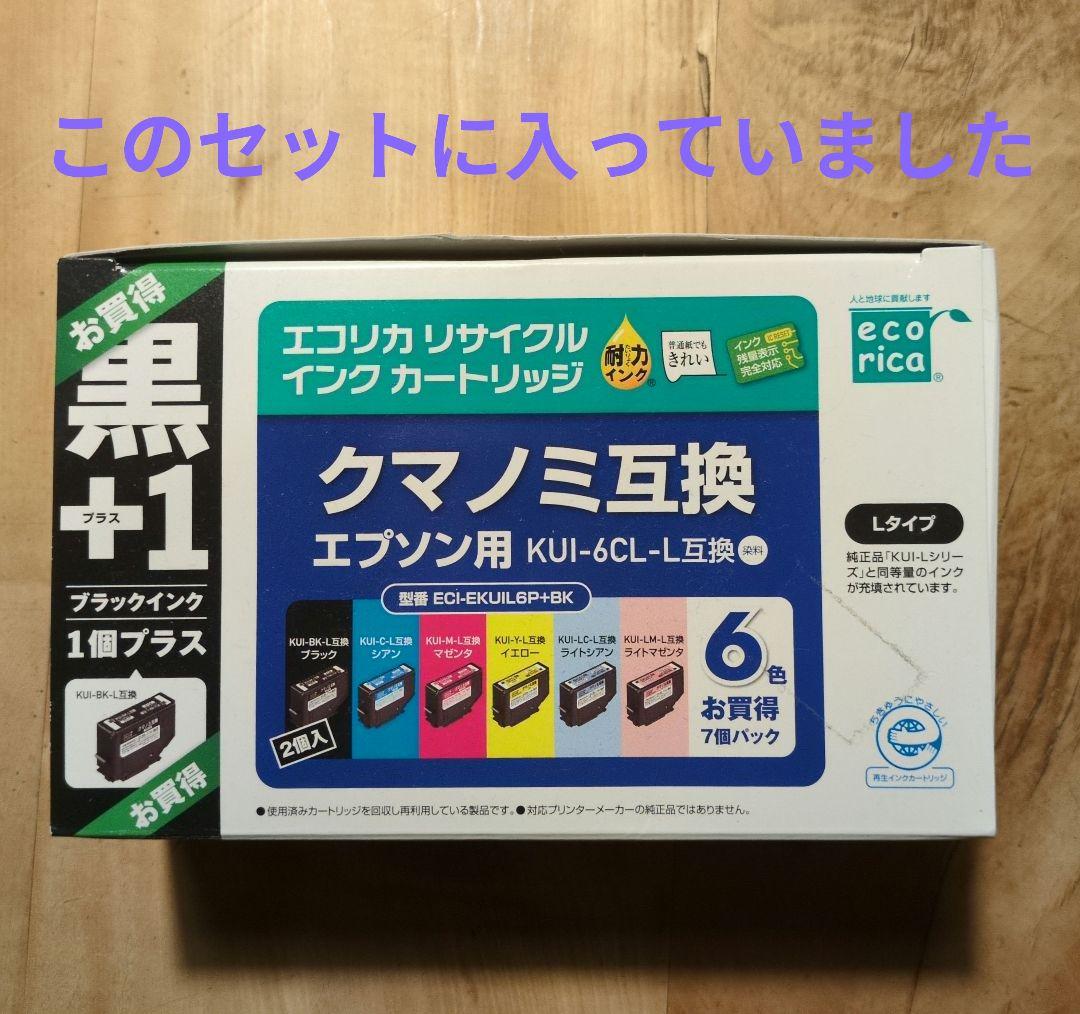 このセットに入っていました
お買得
黒
+1
プラス
ブラックインク
1個プラス
KUI-BK-L互換
お買得
エコリカ リサイクル
インク カートリッジ
耐力
インク®
普通紙でも
きれい
インク
IC RESET
残量表示
完全対応
人と地球に貢献します
eco
rica®
クマノミ互換
エプソン用 KUI-6CL-L互換 染料
型番 ECi-EKUIL6P+BK
KUI-BK-L互換
ブラック
2個入
KUI-C-L互換
シアン
KUI-M-L互換
マゼンタ
KUI-Y-L互換
イエロー
KUI-LC-L互換
ライトシアン
KUI-LM-L互換
ライトマゼンタ
6色
お買得
7個パック
Lタイプ
純正品「KUI-Lシリー
ズ」と同等量のインク
が充填されています。
ちきゅうにやさしい
再生インクカートリッジ
●使用済みカートリッジを回収し再利用している製品です。●対応プリンターメーカーの純正品ではありません。